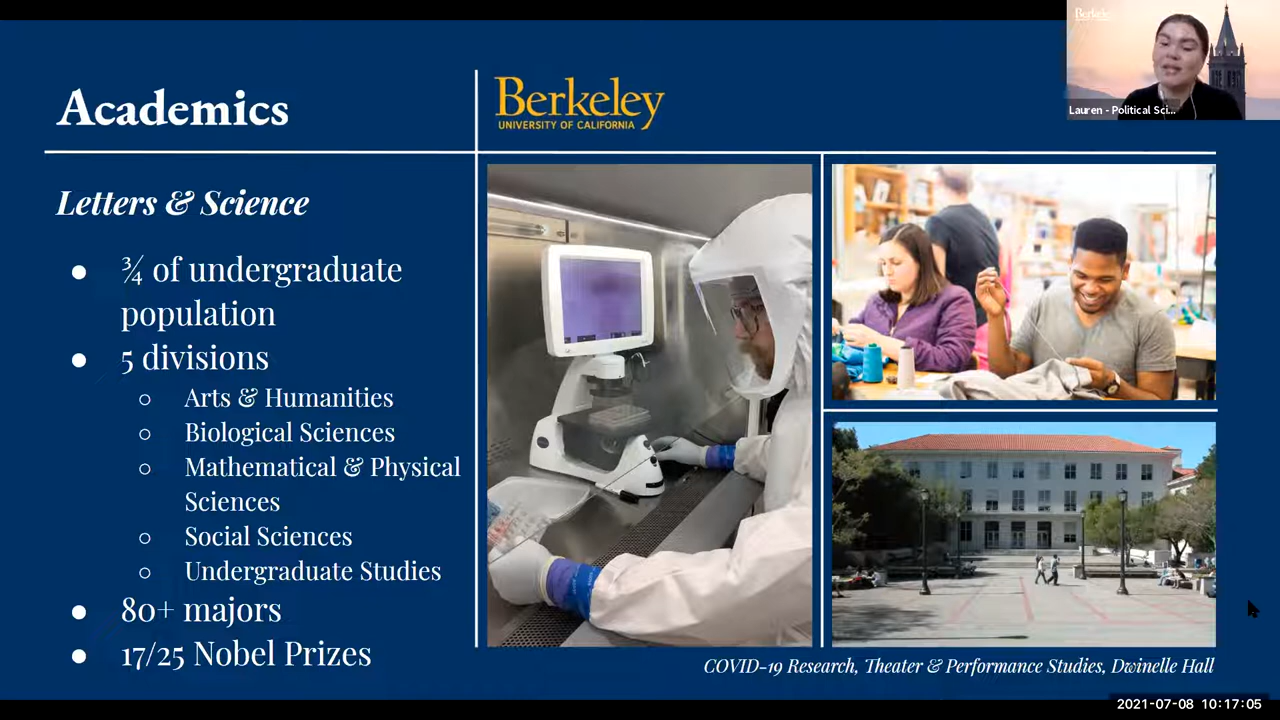 Academics
Berkeley
UNIVERSITY OF CALIFORNIA
Berkeley
Lauren - Political Sci...
Letters & Science
¾ of undergraduate
population
5 divisions
Arts & Humanities
Biological Sciences
Mathematical & Physical
Sciences
Social Sciences
Undergraduate Studies
80+ majors
17/25 Nobel Prizes
COVID-19 Research, Theater & Performance Studies, Dwinelle Hall
2021-07-08 10:17:05